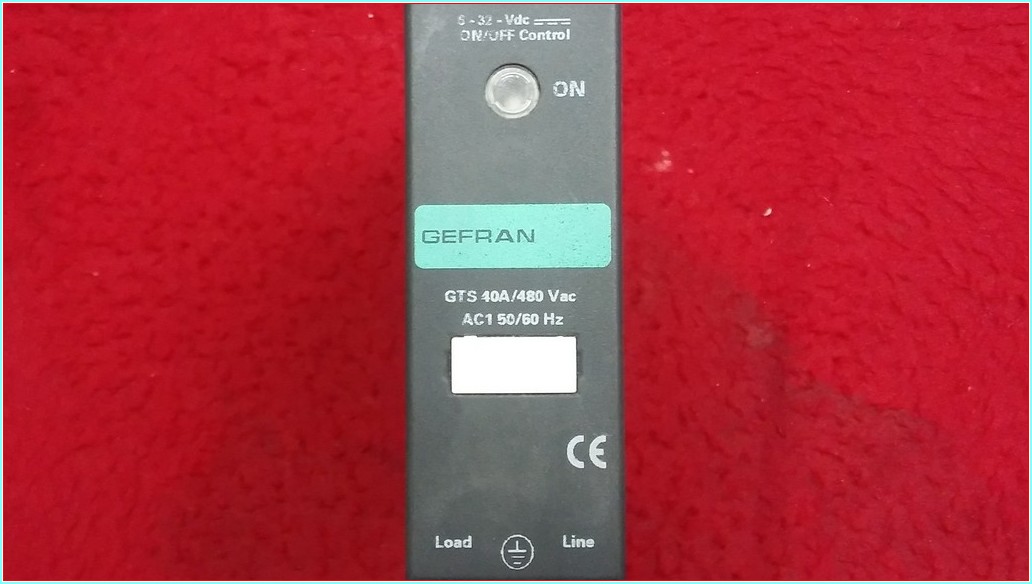 6 - 32 - Vdc
ON/OFF Control
ON
GEFRAN
GTS 40A/480 Vac
AC1 50/60 Hz
CE
Load
Line